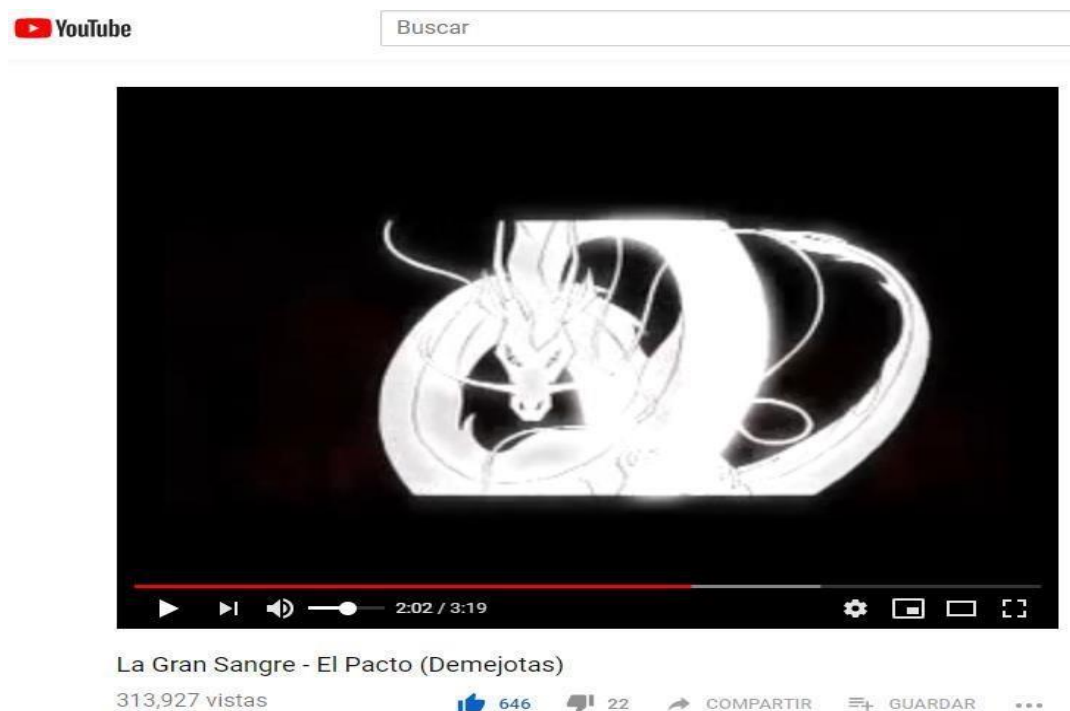 YouTube
Buscar
2:02 / 3:19
La Gran Sangre - El Pacto (Demejotas)
313,927 vistas
646
22
COMPARTIR
GUARDAR